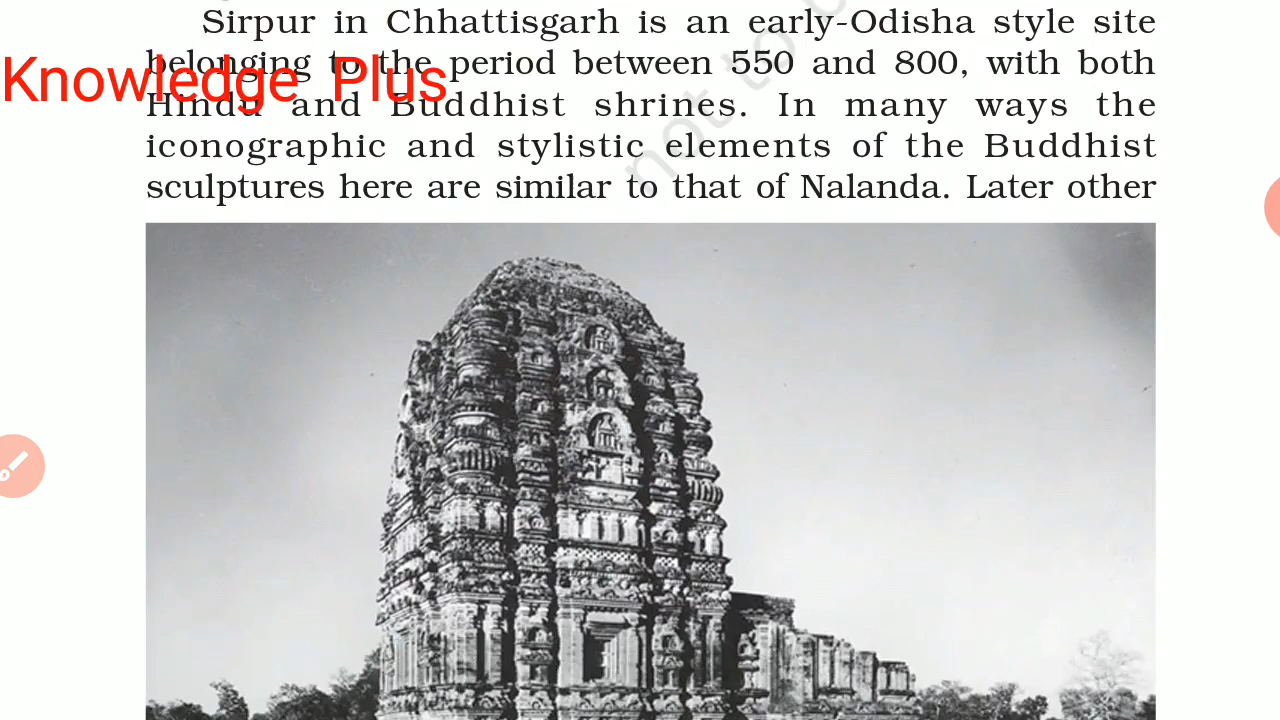 Sirpur in Chhattisgarh is an early-Odisha style site
belonging to the period between 550 and 800, with both
Knowledge Plus
Hindu and Buddhist shrines. In many ways the
iconographic and stylistic elements of the Buddhist
sculptures here are similar to that of Nalanda. Later other
not to